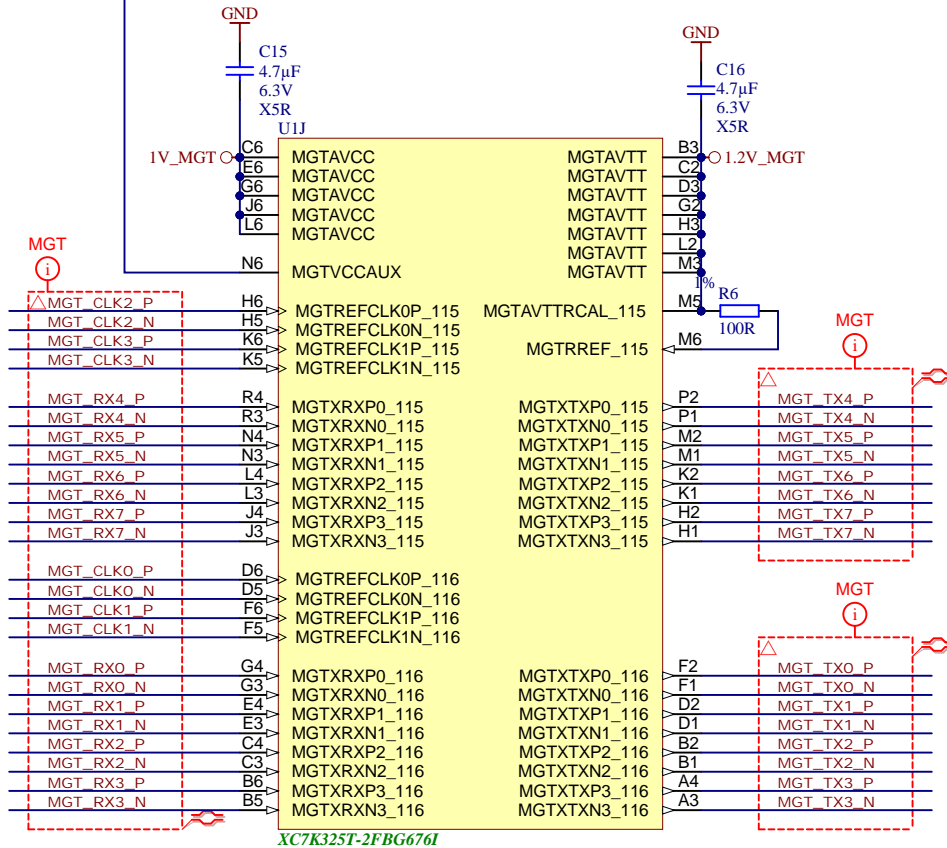 GND
C15
4.7µF
6.3V
X5R
GND
C16
4.7µF
6.3V
X5R
U1J
1V_MGT C6 MGTAVCC MGTAVTT B3 1.2V_MGT
E6 MGTAVCC MGTAVTT C2
G6 MGTAVCC MGTAVTT D3
J6 MGTAVCC MGTAVTT G2
L6 MGTAVCC MGTAVTT H3
MGTAVTT L2
MGT
i
N6 MGTVCCAUX MGTAVTT M3
1%
MGT_CLK2_P H6 MGTREFCLK0P_115 MGTAVTTRCAL_115 M5 R6
100R
MGT_CLK2_N H5 MGTREFCLK0N_115
MGT_CLK3_P K6 MGTREFCLK1P_115 MGTRREF_115 M6
MGT_CLK3_N K5 MGTREFCLK1N_115
MGT
i
MGT_RX4_P R4 MGTXRXP0_115 MGTXTXP0_115 P2 MGT_TX4_P
MGT_RX4_N R3 MGTXRXN0_115 MGTXTXN0_115 P1 MGT_TX4_N
MGT_RX5_P N4 MGTXRXP1_115 MGTXTXP1_115 M2 MGT_TX5_P
MGT_RX5_N N3 MGTXRXN1_115 MGTXTXN1_115 M1 MGT_TX5_N
MGT_RX6_P L4 MGTXRXP2_115 MGTXTXP2_115 K2 MGT_TX6_P
MGT_RX6_N L3 MGTXRXN2_115 MGTXTXN2_115 K1 MGT_TX6_N
MGT_RX7_P J4 MGTXRXP3_115 MGTXTXP3_115 H2 MGT_TX7_P
MGT_RX7_N J3 MGTXRXN3_115 MGTXTXN3_115 H1 MGT_TX7_N
MGT_CLK0_P D6 MGTREFCLK0P_116
MGT_CLK0_N D5 MGTREFCLK0N_116
MGT_CLK1_P F6 MGTREFCLK1P_116
MGT_CLK1_N F5 MGTREFCLK1N_116
MGT
i
MGT_RX0_P G4 MGTXRXP0_116 MGTXTXP0_116 F2 MGT_TX0_P
MGT_RX0_N G3 MGTXRXN0_116 MGTXTXN0_116 F1 MGT_TX0_N
MGT_RX1_P E4 MGTXRXP1_116 MGTXTXP1_116 D2 MGT_TX1_P
MGT_RX1_N E3 MGTXRXN1_116 MGTXTXN1_116 D1 MGT_TX1_N
MGT_RX2_P C4 MGTXRXP2_116 MGTXTXP2_116 B2 MGT_TX2_P
MGT_RX2_N C3 MGTXRXN2_116 MGTXTXN2_116 B1 MGT_TX2_N
MGT_RX3_P B6 MGTXRXP3_116 MGTXTXP3_116 A4 MGT_TX3_P
MGT_RX3_N B5 MGTXRXN3_116 MGTXTXN3_116 A3 MGT_TX3_N
XC7K325T-2FBG676I